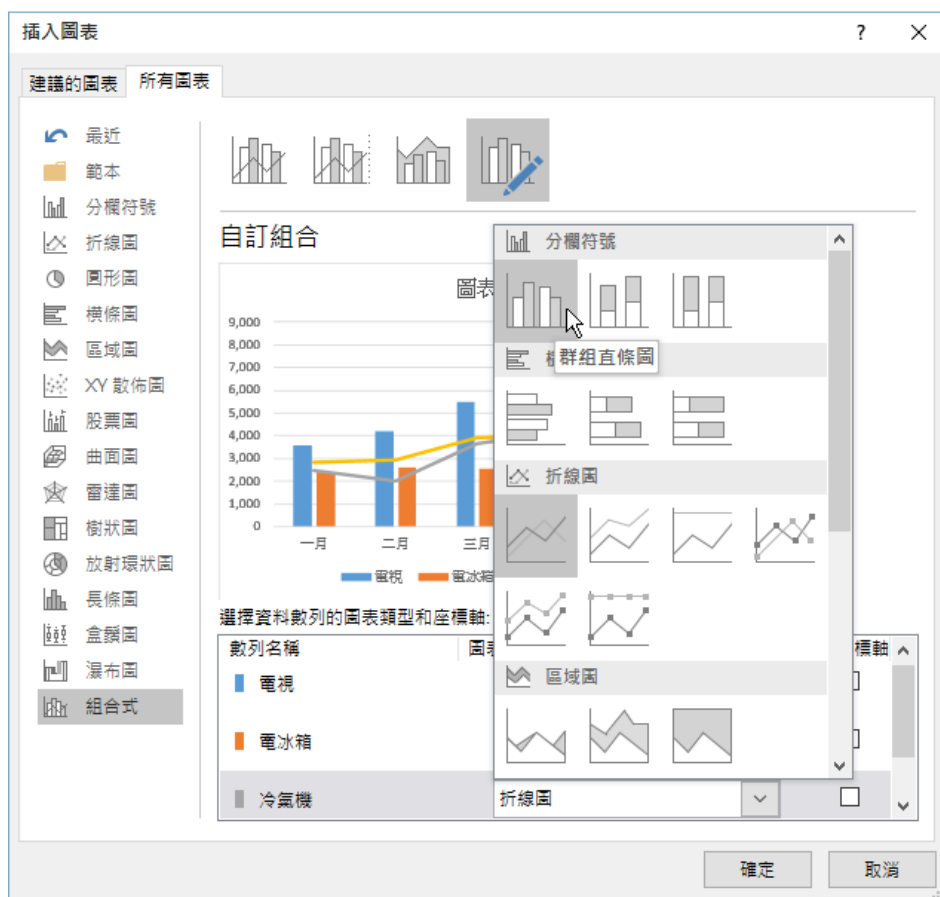 插入圖表
?
建議的圖表
所有圖表
最近
範本
分欄符號
折線圖
圓形圖
橫條圖
區域圖
XY 散佈圖
股票圖
曲面圖
雷達圖
樹狀圖
放射環狀圖
長條圖
盒鬚圖
瀑布圖
組合式
自訂組合
圖表
9,000
8,000
7,000
6,000
5,000
4,000
3,000
2,000
1,000
0
一月
二月
三月
電視
電冰箱
選擇資料數列的圖表類型和座標軸:
數列名稱
圖表
標軸
電視
電冰箱
冷氣機
折線圖
分欄符號
群組直條圖
折線圖
區域圖
確定
取消